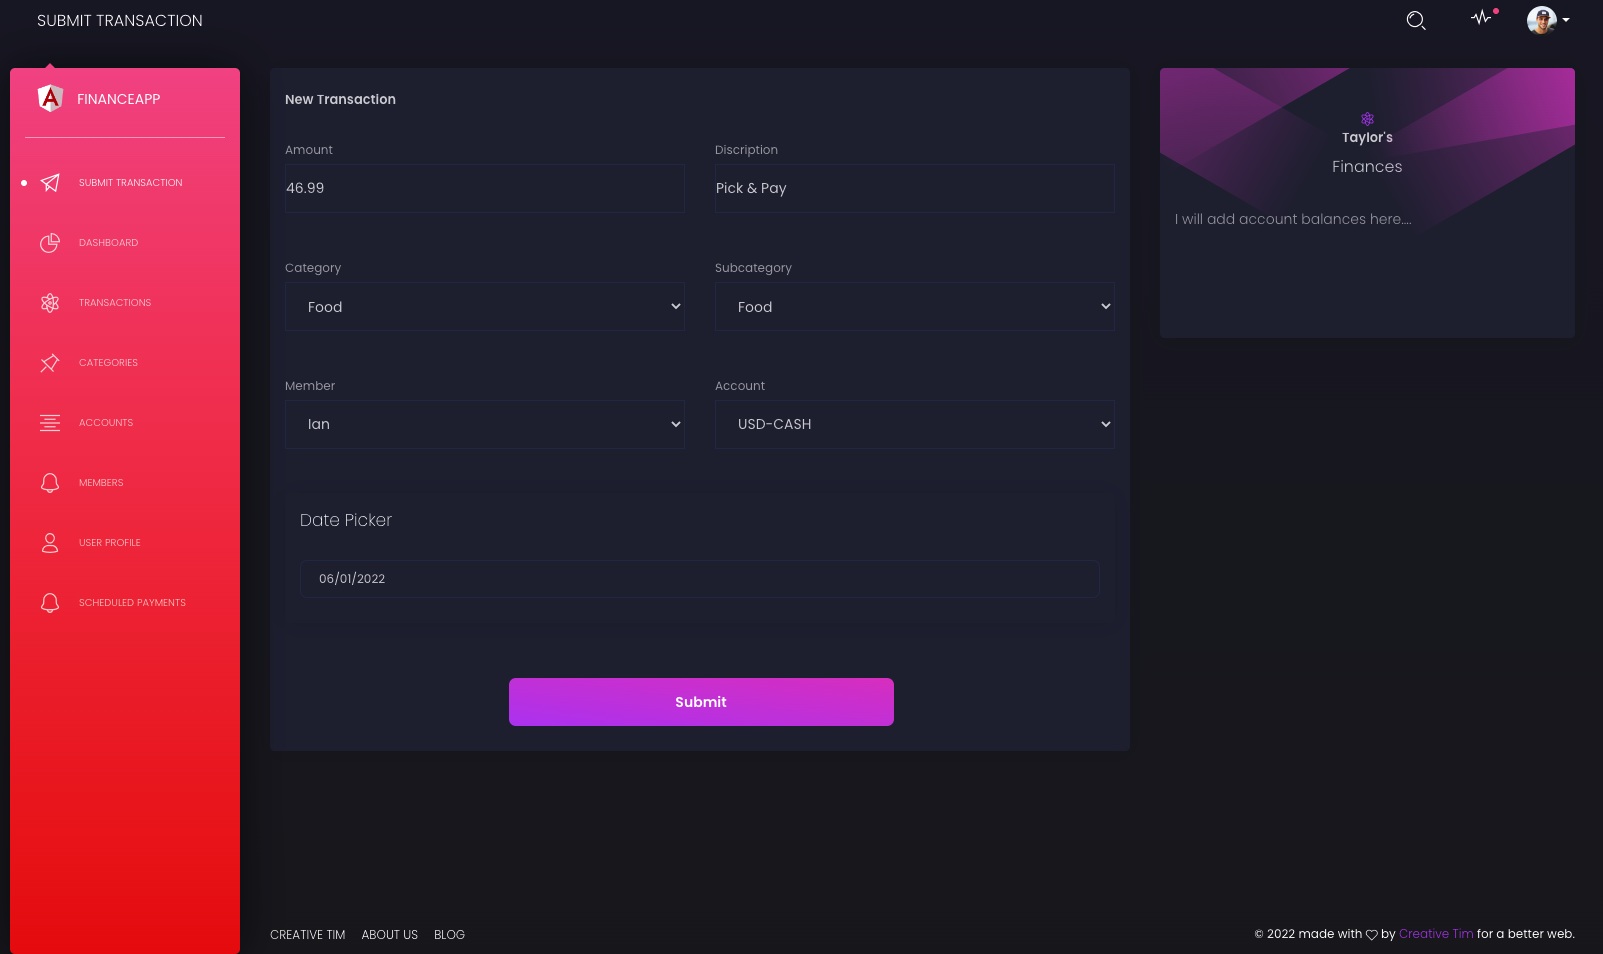 SUBMIT TRANSACTION
FINANCEAPP
SUBMIT TRANSACTION
DASHBOARD
TRANSACTIONS
CATEGORIES
ACCOUNTS
MEMBERS
USER PROFILE
SCHEDULED PAYMENTS
New Transaction
Amount
46.99
Discription
Pick & Pay
Category
Food
Subcategory
Food
Member
Ian
Account
USD-CASH
Date Picker
06/01/2022
Submit
Taylor's
Finances
I will add account balances here....
CREATIVE TIM ABOUT US BLOG
© 2022 made with by Creative Tim for a better web.